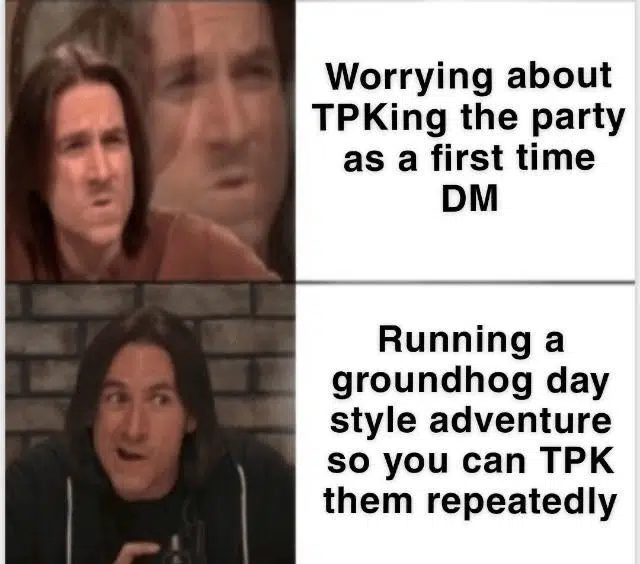 Worrying about
TPKing the party
as a first time
DM
Running a
groundhog day
style adventure
so you can TPK
them repeatedly